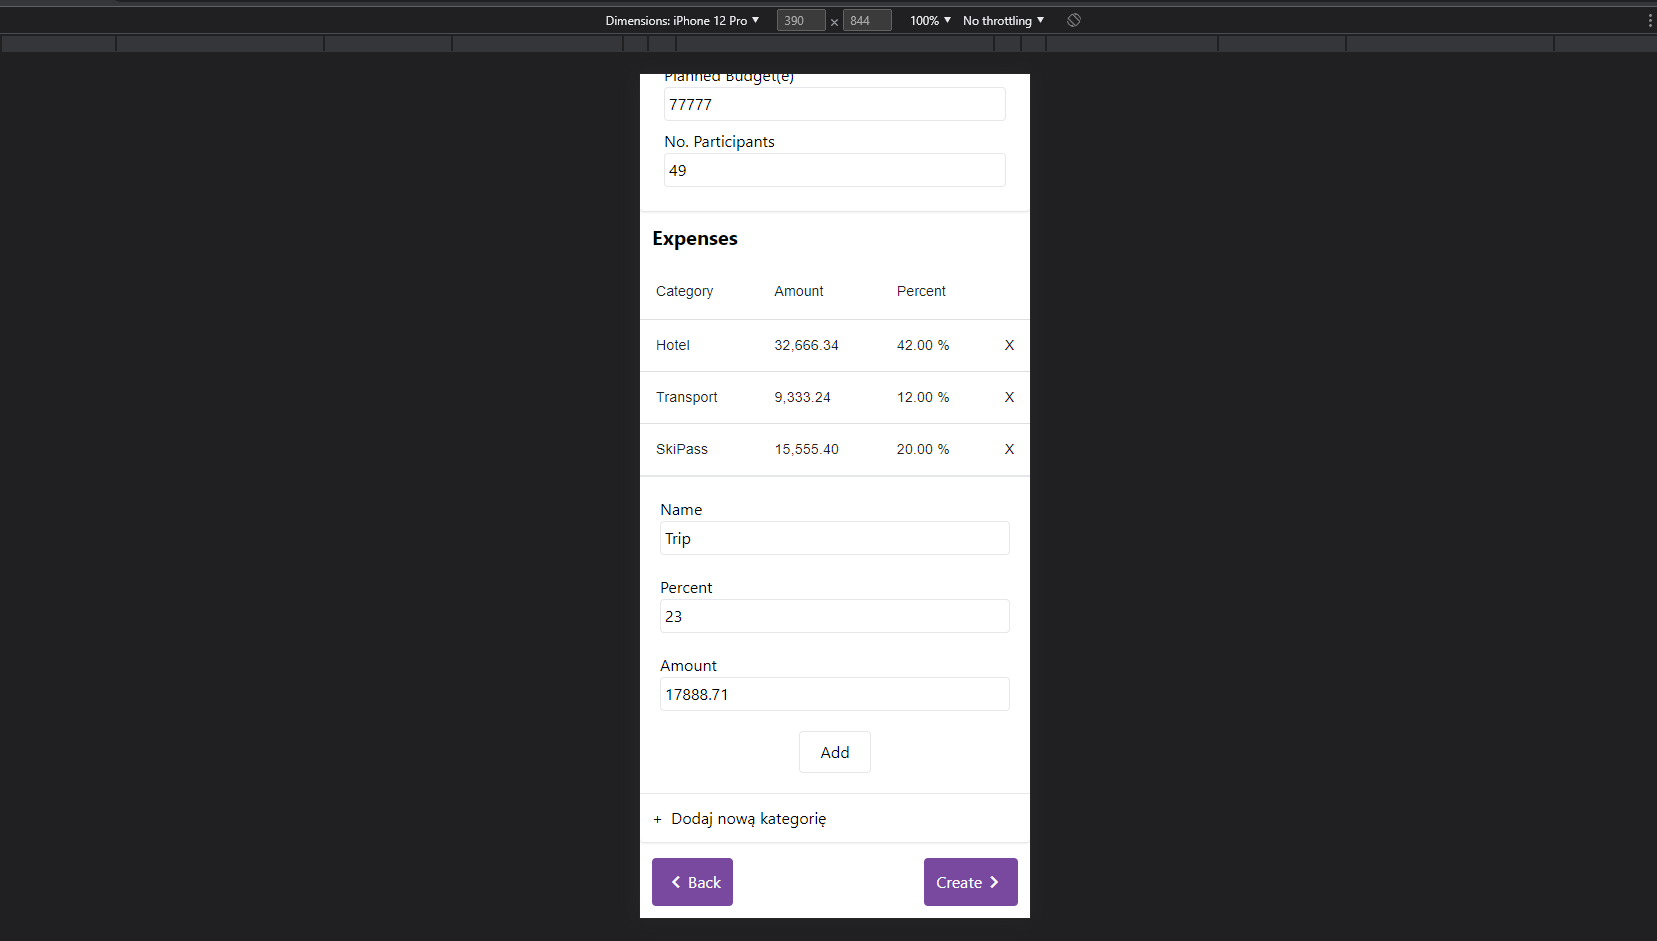 Dimensions: iPhone 12 Pro ▼ 390 × 844 100% ▼ No throttling ▼
Planned Budget(e)
77777
No. Participants
49
Expenses
Category Amount Percent
Hotel 32,666.34 42.00 % X
Transport 9,333.24 12.00 % X
SkiPass 15,555.40 20.00 % X
Name
Trip
Percent
23
Amount
17888.71
Add
+ Dodaj nową kategorię
Back Create